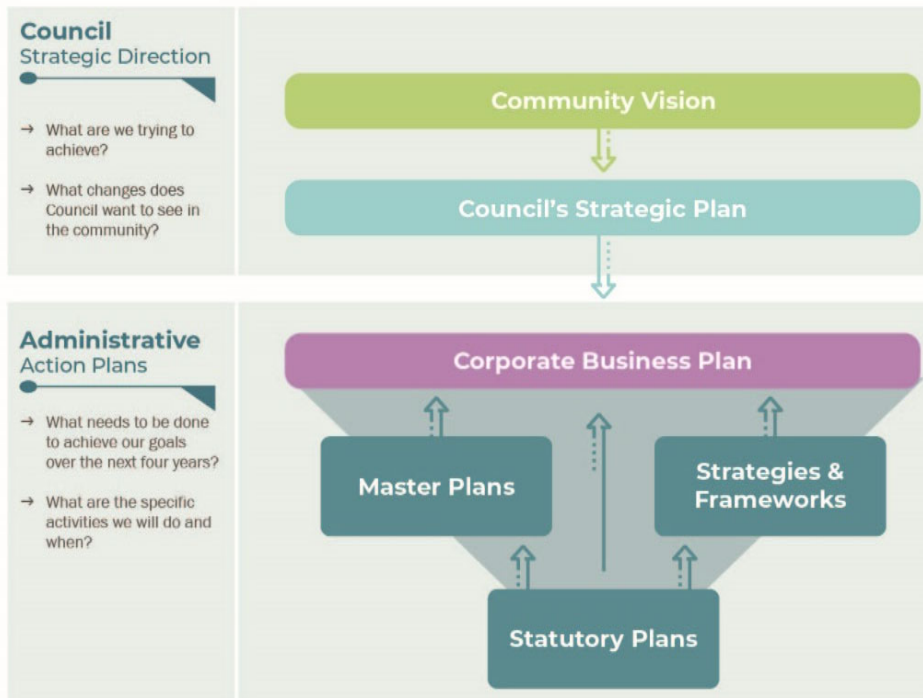 Council
Strategic Direction
→ What are we trying to
achieve?
→ What changes does
Council want to see in
the community?
Community Vision
Council's Strategic Plan
Administrative
Action Plans
→ What needs to be done
to achieve our goals
over the next four years?
→ What are the specific
activities we will do and
when?
Corporate Business Plan
Master Plans
Strategies &
Frameworks
Statutory Plans